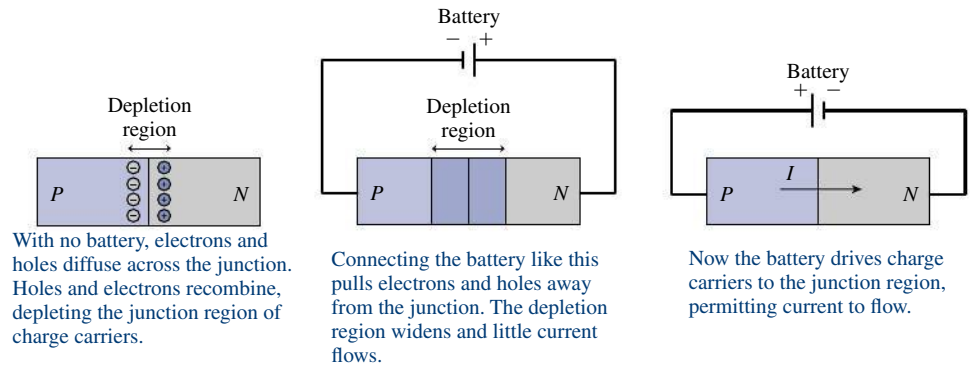 Depletion
region
− +
− +
− +
− +
P
N
With no battery, electrons and
holes diffuse across the junction.
Holes and electrons recombine,
depleting the junction region of
charge carriers.
Battery
− +
Depletion
region
P
N
Connecting the battery like this
pulls electrons and holes away
from the junction. The depletion
region widens and little current
flows.
Battery
+ −
I
P
N
Now the battery drives charge
carriers to the junction region,
permitting current to flow.